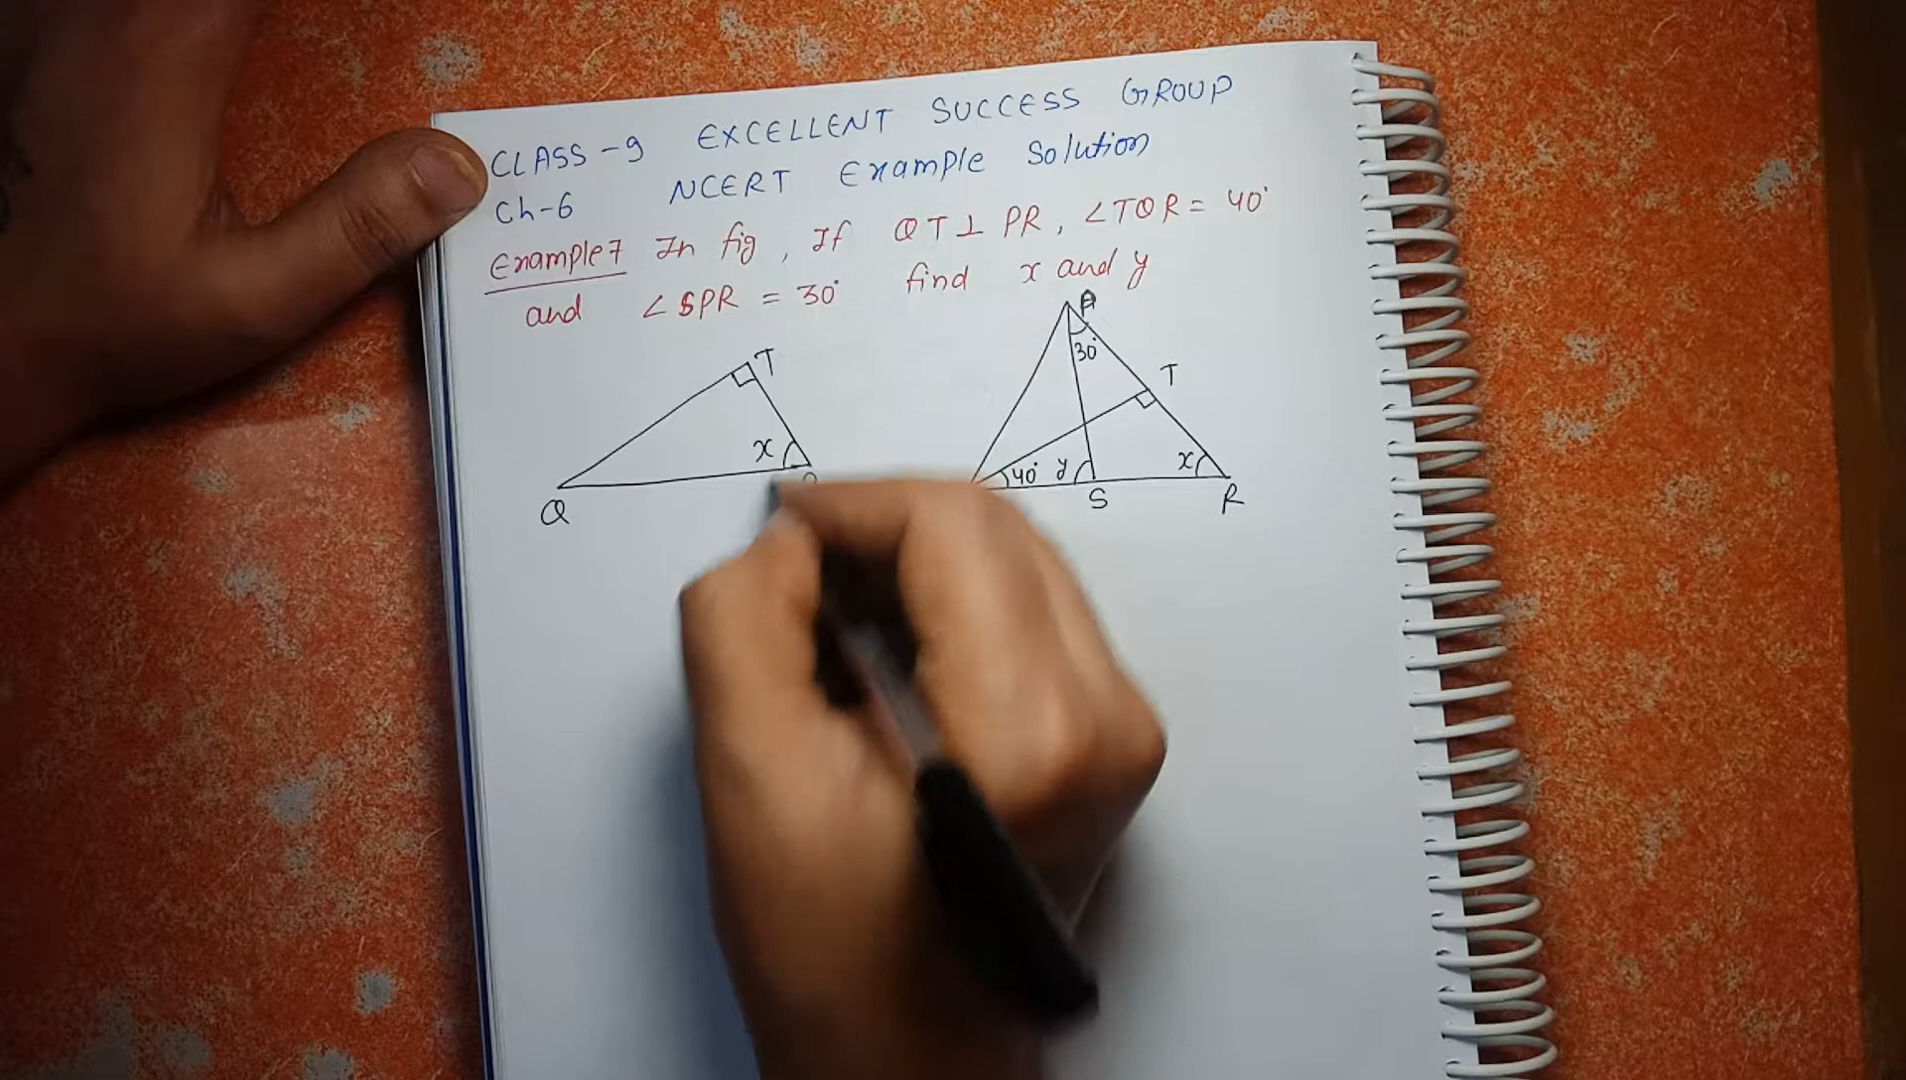 CLASS -9 EXCELLENT SUCCESS GROUP
Ch-6 NCERT Example Solution
Example 7 In fig, If QT ⊥ PR, ∠TQR = 40°
and ∠SPR = 30° find x and y
T
x
Q
P
30°
T
40° y x
S R